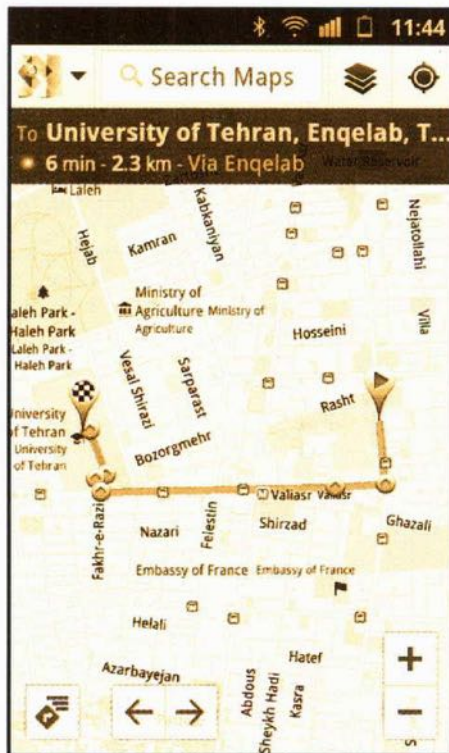 11:44
Search Maps
To University of Tehran, Enqelab, T...
6 min - 2.3 km - Via Enqelab
Water Reservoir
Laleh
Hejab
Kamran
Kabkaniyan
Nejatollahi
Ministry of
Agriculture Ministry of
Agriculture
aleh Park -
Haleh Park
Laleh Park -
Haleh Park
Hosseini
Villa
Vesal Shirazi
Sarparast
Rasht
University
of Tehran
University
of Tehran
Bozorgmehr
Fakhr-e-Razi
Valiasr Valiasr
Nazari
Felestin
Shirzad
Ghazali
Embassy of France Embassy of France
Helali
Azarbayejan
Hatef
Abdous
Sheykh Hadi
Kasra
+
−
S